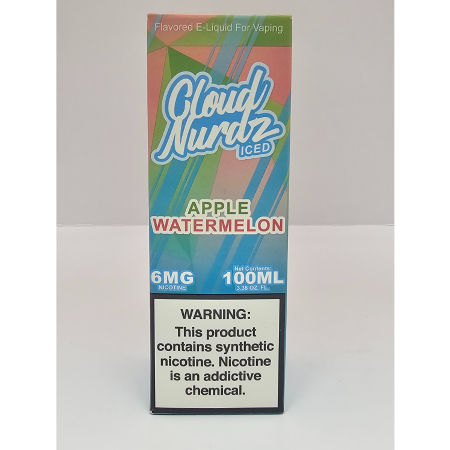 Flavored E-Liquid For Vaping
Cloud
Nurdz
ICED
APPLE
WATERMELON
6MG
NICOTINE
Net Contents:
100ML
3.38 OZ. FL.
WARNING:
This product
contains synthetic
nicotine. Nicotine
is an addictive
chemical.